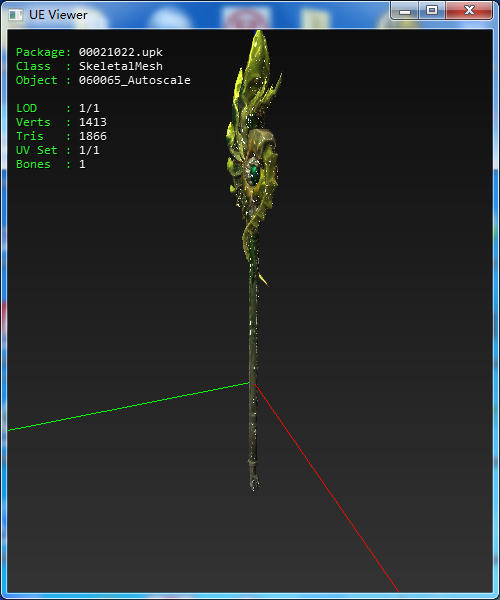 UE Viewer
Package: 00021022.upk
Class  : SkeletalMesh
Object : 060065_Autoscale
LOD    : 1/1
Verts  : 1413
Tris   : 1866
UV Set : 1/1
Bones  : 1